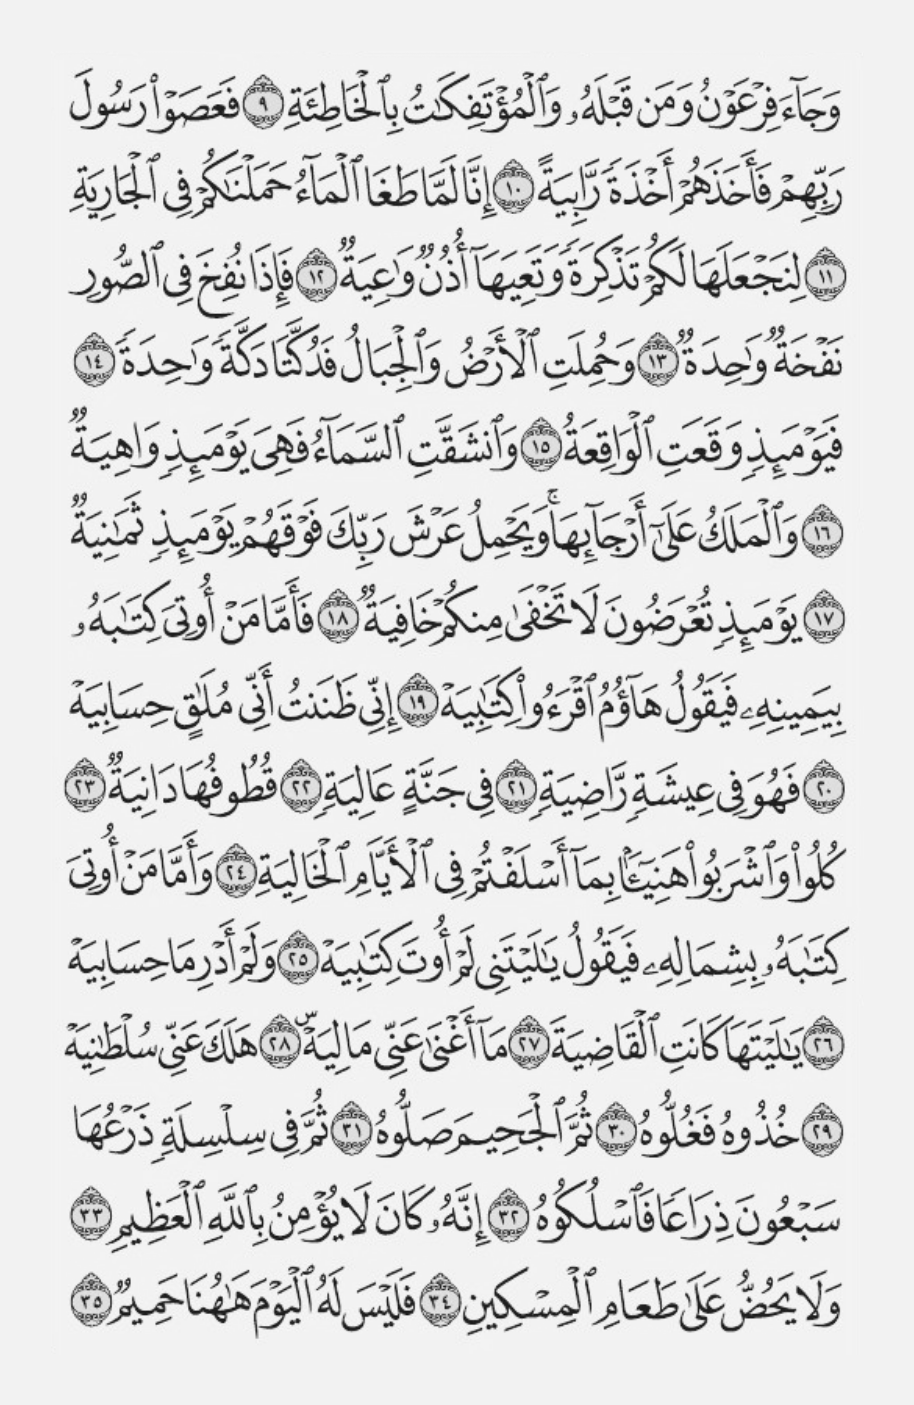 وَجَآءَ فِرْعَوْنُ وَمَن قَبْلَهُۥ وَٱلْمُؤْتَفِكَٰتُ بِٱلْخَاطِئَةِ ٩ فَعَصَوْا۟ رَسُولَ
رَبِّهِمْ فَأَخَذَهُمْ أَخْذَةً رَّابِيَةً ١٠ إِنَّا لَمَّا طَغَا ٱلْمَآءُ حَمَلْنَٰكُمْ فِى ٱلْجَارِيَةِ
١١ لِنَجْعَلَهَا لَكُمْ تَذْكِرَةً وَتَعِيَهَآ أُذُنٌ وَٰعِيَةٌ ١٢ فَإِذَا نُفِخَ فِى ٱلصُّورِ
نَفْخَةٌ وَٰحِدَةٌ ١٣ وَحُمِلَتِ ٱلْأَرْضُ وَٱلْجِبَالُ فَدُكَّتَا دَكَّةً وَٰحِدَةً ١٤
فَيَوْمَئِذٍ وَقَعَتِ ٱلْوَاقِعَةُ ١٥ وَٱنشَقَّتِ ٱلسَّمَآءُ فَهِىَ يَوْمَئِذٍ وَاهِيَةٌ
١٦ وَٱلْمَلَكُ عَلَىٰٓ أَرْجَآئِهَا ۚ وَيَحْمِلُ عَرْشَ رَبِّكَ فَوْقَهُمْ يَوْمَئِذٍ ثَمَٰنِيَةٌ
١٧ يَوْمَئِذٍ تُعْرَضُونَ لَا تَخْفَىٰ مِنكُمْ خَافِيَةٌ ١٨ فَأَمَّا مَنْ أُوتِىَ كِتَٰبَهُۥ
بِيَمِينِهِۦ فَيَقُولُ هَآؤُمُ ٱقْرَءُوا۟ كِتَٰبِيَهْ ١٩ إِنِّى ظَنَنتُ أَنِّى مُلَٰقٍ حِسَابِيَهْ
٢٠ فَهُوَ فِى عِيشَةٍ رَّاضِيَةٍ ٢١ فِى جَنَّةٍ عَالِيَةٍ ٢٢ قُطُوفُهَا دَانِيَةٌ ٢٣
كُلُوا۟ وَٱشْرَبُوا۟ هَنِيٓـًٔۢا بِمَآ أَسْلَفْتُمْ فِى ٱلْأَيَّامِ ٱلْخَالِيَةِ ٢٤ وَأَمَّا مَنْ أُوتِىَ
كِتَٰبَهُۥ بِشِمَالِهِۦ فَيَقُولُ يَٰلَيْتَنِى لَمْ أُوتَ كِتَٰبِيَهْ ٢٥ وَلَمْ أَدْرِ مَا حِسَابِيَهْ
٢٦ يَٰلَيْتَهَا كَانَتِ ٱلْقَاضِيَةَ ٢٧ مَآ أَغْنَىٰ عَنِّى مَالِيَهْ ۜ ٢٨ هَلَكَ عَنِّى سُلْطَٰنِيَهْ
٢٩ خُذُوهُ فَغُلُّوهُ ٣٠ ثُمَّ ٱلْجَحِيمَ صَلُّوهُ ٣١ ثُمَّ فِى سِلْسِلَةٍ ذَرْعُهَا
سَبْعُونَ ذِرَاعًا فَٱسْلُكُوهُ ٣٢ إِنَّهُۥ كَانَ لَا يُؤْمِنُ بِٱللَّهِ ٱلْعَظِيمِ ٣٣
وَلَا يَحُضُّ عَلَىٰ طَعَامِ ٱلْمِسْكِينِ ٣٤ فَلَيْسَ لَهُ ٱلْيَوْمَ هَٰهُنَا حَمِيمٌ ٣٥